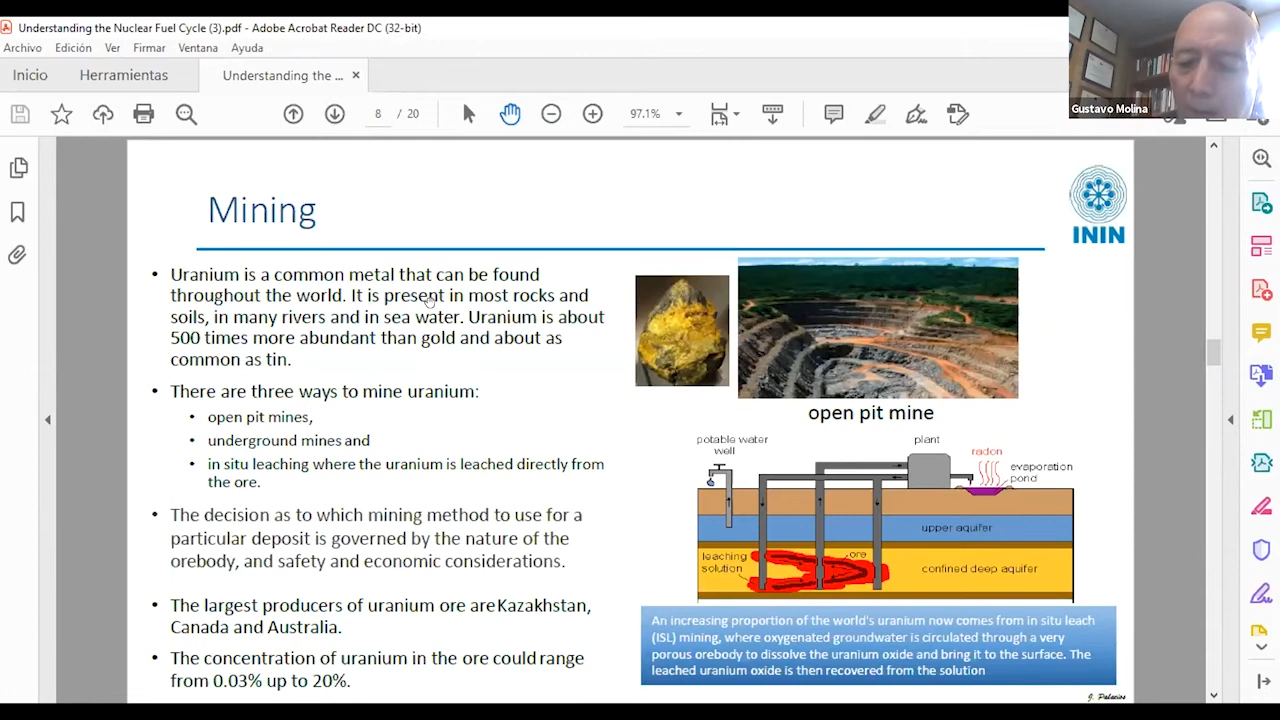 Understanding the Nuclear Fuel Cycle (3).pdf - Adobe Acrobat Reader DC (32-bit)
Archivo Edición Ver Firmar Ventana Ayuda
Inicio Herramientas Understanding the ... ×
8 / 20 97.1%
Gustavo Molina
Mining
ININ
• Uranium is a common metal that can be found
throughout the world. It is present in most rocks and
soils, in many rivers and in sea water. Uranium is about
500 times more abundant than gold and about as
common as tin.
• There are three ways to mine uranium:
• open pit mines,
• underground mines and
• in situ leaching where the uranium is leached directly from
the ore.
• The decision as to which mining method to use for a
particular deposit is governed by the nature of the
orebody, and safety and economic considerations.
• The largest producers of uranium ore are Kazakhstan,
Canada and Australia.
• The concentration of uranium in the ore could range
from 0.03% up to 20%.
open pit mine
potable water
well
plant
radon
evaporation
pond
upper aquifer
leaching
solution
ore
confined deep aquifer
An increasing proportion of the world's uranium now comes from in situ leach
(ISL) mining, where oxygenated groundwater is circulated through a very
porous orebody to dissolve the uranium oxide and bring it to the surface. The
leached uranium oxide is then recovered from the solution
J. Palacios